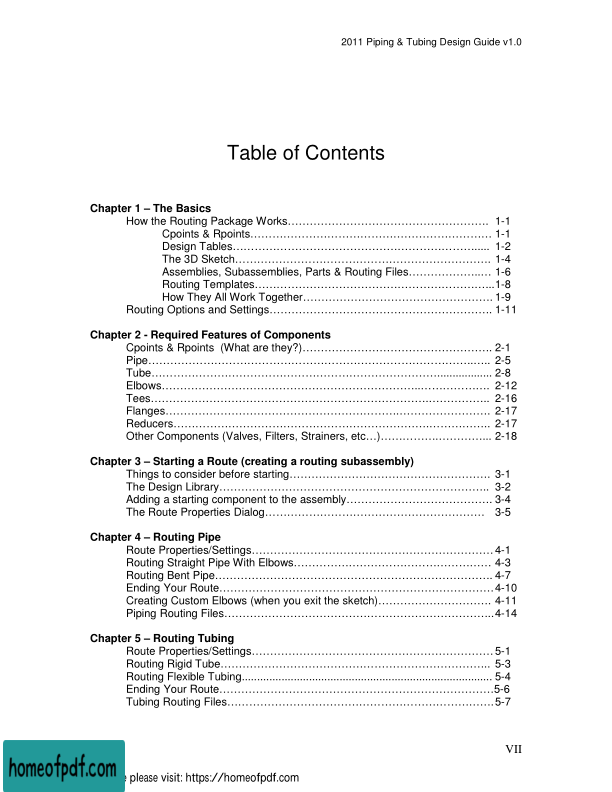 2011 Piping & Tubing Design Guide v1.0
Table of Contents
Chapter 1 – The Basics
How the Routing Package Works………………………………………………. 1-1
Cpoints & Rpoints………………………………………………………… 1-1
Design Tables…………………………………………………………..... 1-2
The 3D Sketch……………………………………………………………. 1-4
Assemblies, Subassemblies, Parts & Routing Files………………..… 1-6
Routing Templates………………………………………………………..1-8
How They All Work Together……………………………………………. 1-9
Routing Options and Settings……………………………………………………. 1-11
Chapter 2 - Required Features of Components
Cpoints & Rpoints (What are they?)……………………………………………. 2-1
Pipe……………………………………………………………………………..….. 2-5
Tube……………………………………………………………………................... 2-8
Elbows……………………………………………………………..………………. 2-12
Tees……………………………………………………………………………….. 2-16
Flanges……………………………………………………………………………. 2-17
Reducers……………………………………………………………..……………. 2-17
Other Components (Valves, Filters, Strainers, etc…)…………………………... 2-18
Chapter 3 – Starting a Route (creating a routing subassembly)
Things to consider before starting………………………………………………. 3-1
The Design Library……………………………………………………………….. 3-2
Adding a starting component to the assembly………………………………… 3-4
The Route Properties Dialog…………………………………………………… 3-5
Chapter 4 – Routing Pipe
Route Properties/Settings………………………………………………………… 4-1
Routing Straight Pipe With Elbows……………………………………………… 4-3
Routing Bent Pipe…………………………………………………………………. 4-7
Ending Your Route…………………………………………………………………4-10
Creating Custom Elbows (when you exit the sketch)…………………………. 4-11
Piping Routing Files………………………………………………………………..4-14
Chapter 5 – Routing Tubing
Route Properties/Settings………………………………………………………… 5-1
Routing Rigid Tube……………………………………………………………….. 5-3
Routing Flexible Tubing.................................................................................. 5-4
Ending Your Route…………………………………………………………………5-6
Tubing Routing Files………………………………………………………………5-7
VII
homeofpdf.com
please visit: https://homeofpdf.com